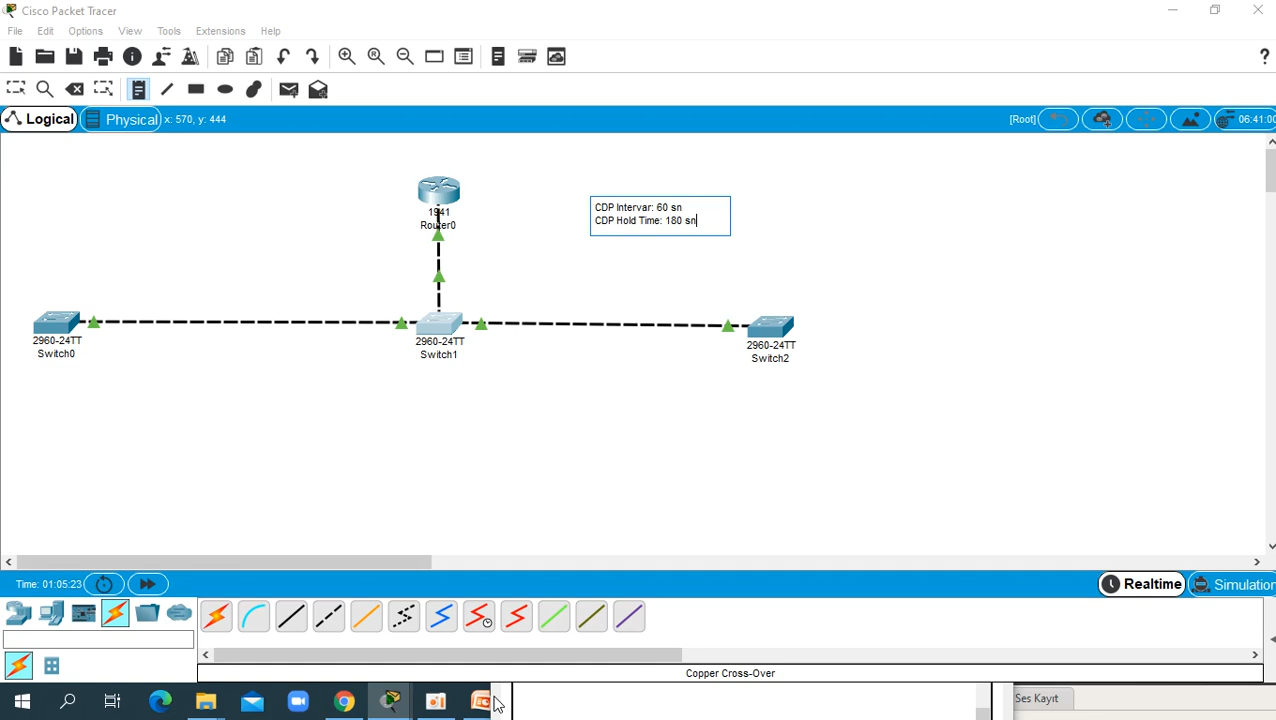 Cisco Packet Tracer
File Edit Options View Tools Extensions Help
Logical Physical x: 570, y: 444 [Root] 06:41:00
1941
Router0
CDP Intervar: 60 sn
CDP Hold Time: 180 sn
2960-24TT
Switch0
2960-24TT
Switch1
2960-24TT
Switch2
Time: 01:05:23 Realtime Simulation
Copper Cross-Over
Ses Kayıt